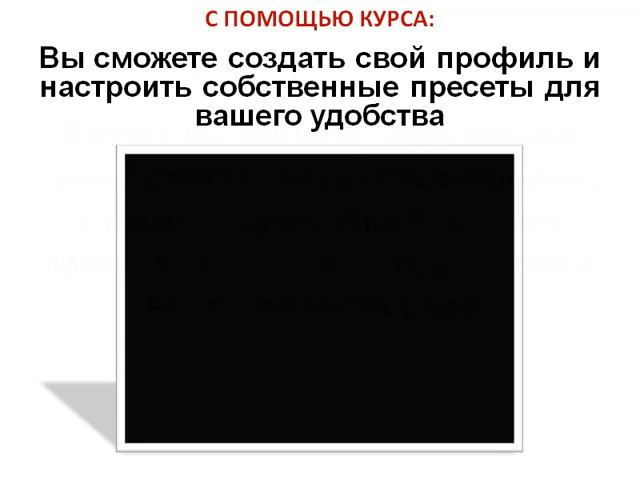 С ПОМОЩЬЮ КУРСА:
Вы сможете создать свой профиль и
настроить собственные пресеты для
вашего удобства